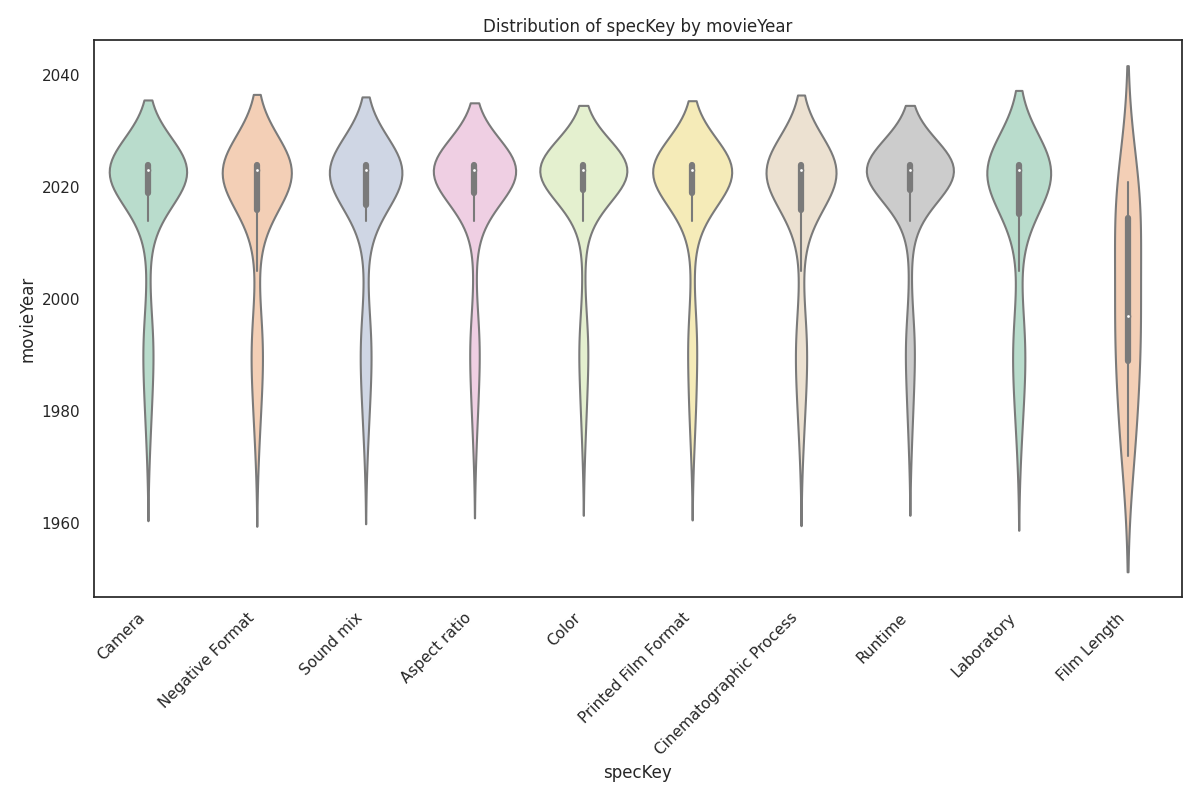 Distribution of specKey by movieYear
movieYear
2040
2020
2000
1980
1960
Camera
Negative Format
Sound mix
Aspect ratio
Color
Printed Film Format
Cinematographic Process
Runtime
Laboratory
Film Length
specKey